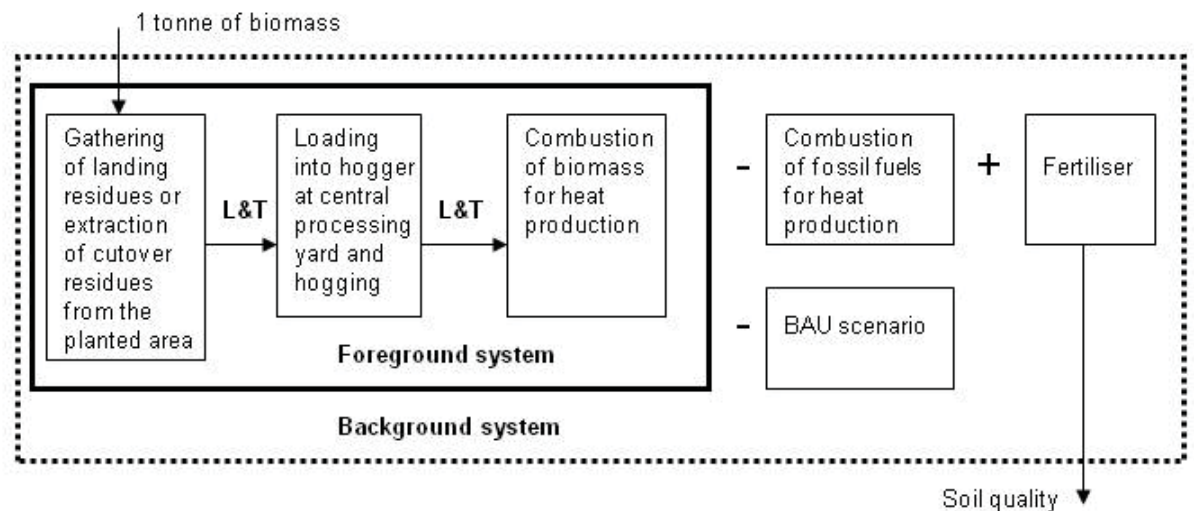 1 tonne of biomass
Gathering
of landing
residues or
extraction
of cutover
residues
from the
planted area
L&T
Loading
into hogger
at central
processing
yard and
hogging
L&T
Combustion
of biomass
for heat
production
-
Combustion
of fossil fuels
for heat
production
+
Fertiliser
-
BAU scenario
Foreground system
Background system
Soil quality